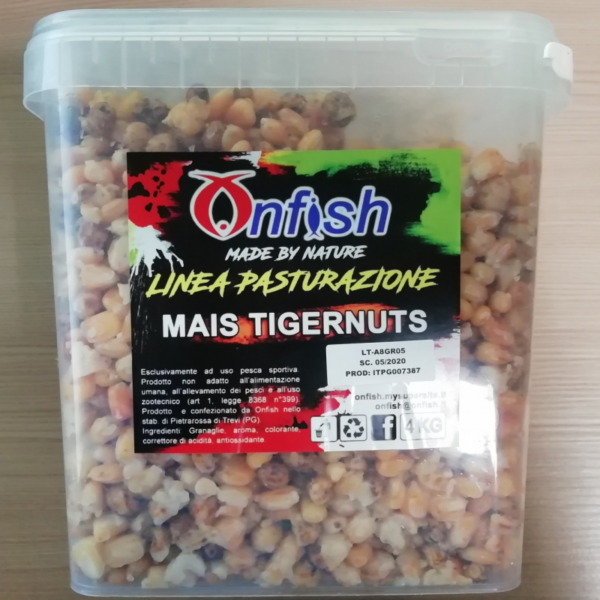 Onfish
MADE BY NATURE
LINEA PASTURAZIONE
MAIS TIGERNUTS
LT-A8GR05
SC. 05/2020
PROD: ITPG007387
Esclusivamente ad uso pesca sportiva
Prodotto non adatto all'alimentazione
umana, all'allevamento dei pesci e all'uso
zootecnico (art 1, legge 8368 n°399).
Prodotto e confezionato da Onfish nello
stab. di Pietrarossa di Trevi (PG).
Ingredienti: Granaglie, aroma, colorante,
correttore di acidità, antiossidante.
onfish.mysupersite.it
onfish@onfish.it
f
4 KG